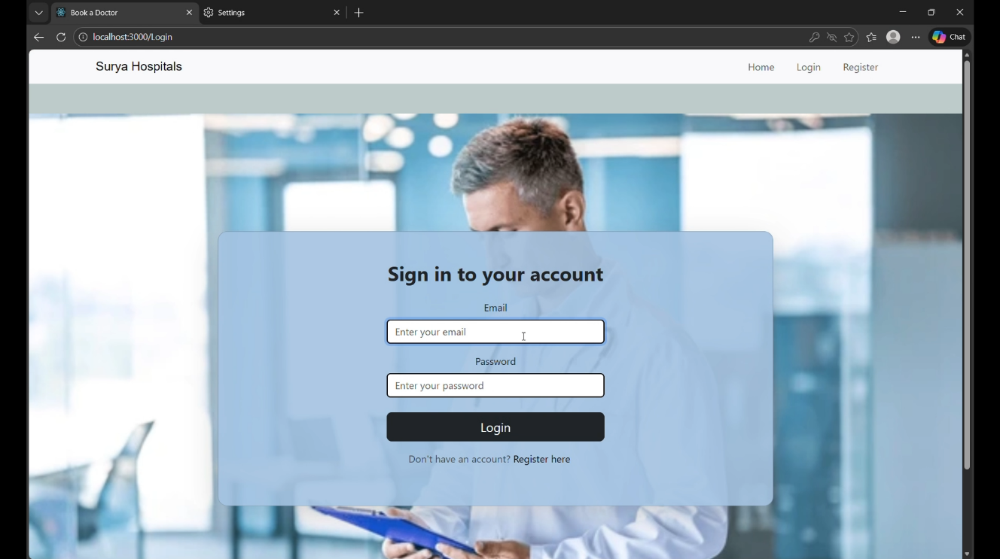 Book a Doctor
Settings
localhost:3000/Login
Chat
Surya Hospitals
Home
Login
Register
Sign in to your account
Email
Enter your email
Password
Enter your password
Login
Don't have an account? Register here